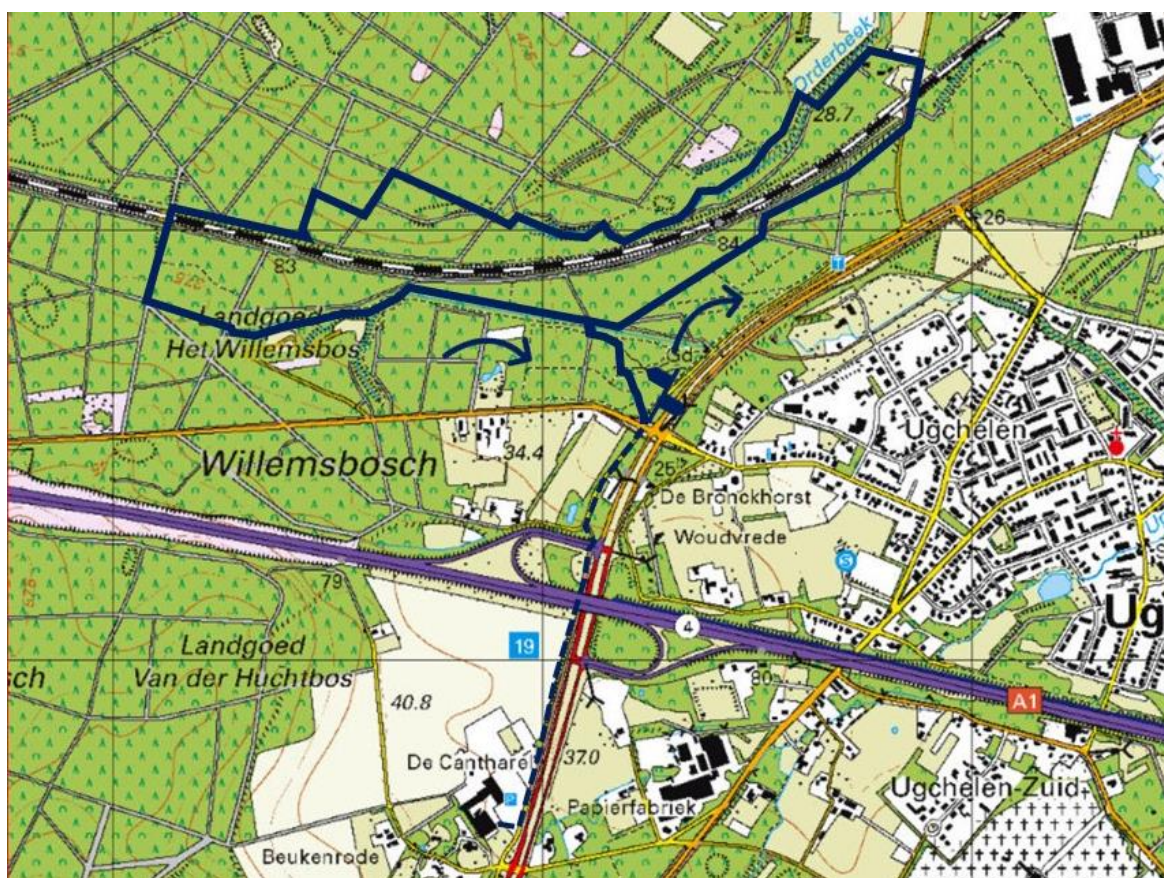 Orderbeek
28.7
84
83
26
T
Landgoed
Het Willemsbos
Gd
Ugchelen
Willemsbosch
34.4
25
De Bronckhorst
Woudvrede
S
79
4
Ug
Landgoed
Van der Huchtbos
sch
19
80
A1
40.8
De Cantharel
37.0
P
Papierfabriek
Ugchelen-Zuid
Beukenrode